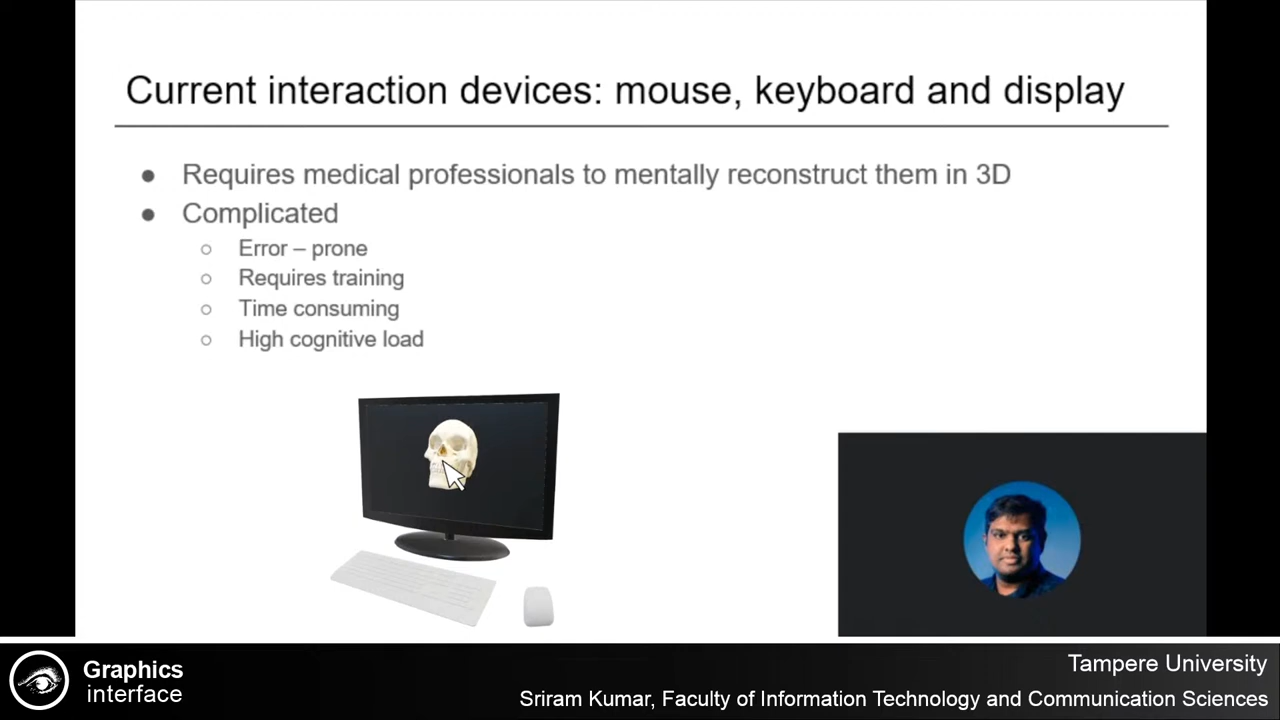 Current interaction devices: mouse, keyboard and display
● Requires medical professionals to mentally reconstruct them in 3D
● Complicated
○ Error – prone
○ Requires training
○ Time consuming
○ High cognitive load
Graphics
interface
Tampere University
Sriram Kumar, Faculty of Information Technology and Communication Sciences